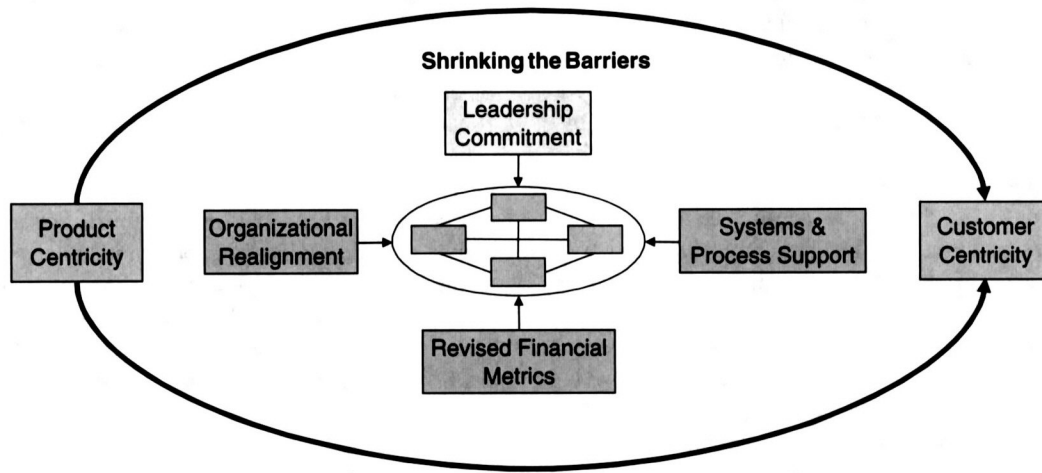 Shrinking the Barriers
Leadership
Commitment
Product
Centricity
Organizational
Realignment
Systems &
Process Support
Customer
Centricity
Revised Financial
Metrics